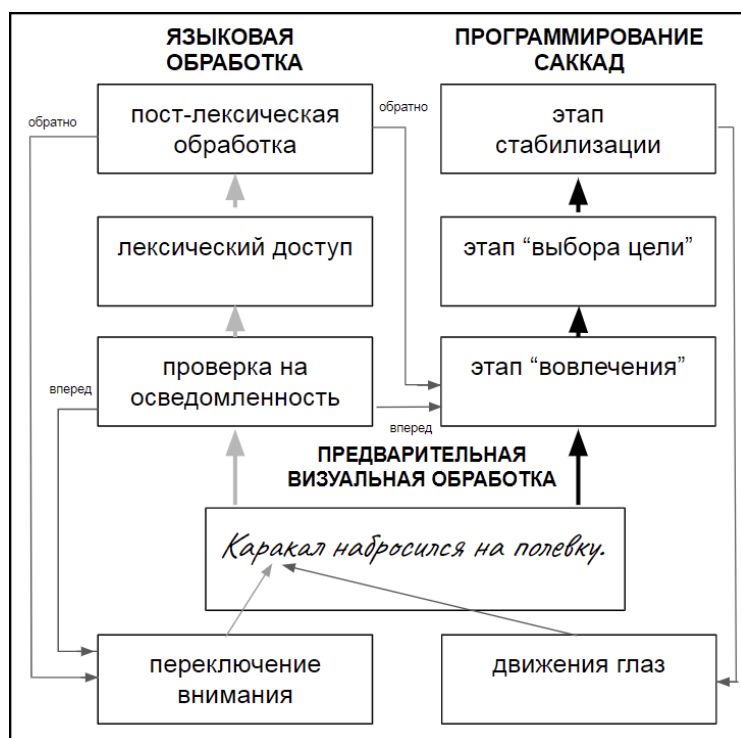 ЯЗЫКОВАЯ
ОБРАБОТКА
ПРОГРАММИРОВАНИЕ
САККАД
обратно
пост-лексическая
обработка
обратно
этап
стабилизации
лексический доступ
этап “выбора цели”
вперед
проверка на
осведомленность
этап “вовлечения”
вперед
ПРЕДВАРИТЕЛЬНАЯ
ВИЗУАЛЬНАЯ ОБРАБОТКА
Каракал набросился на полевку.
переключение
внимания
движения глаз